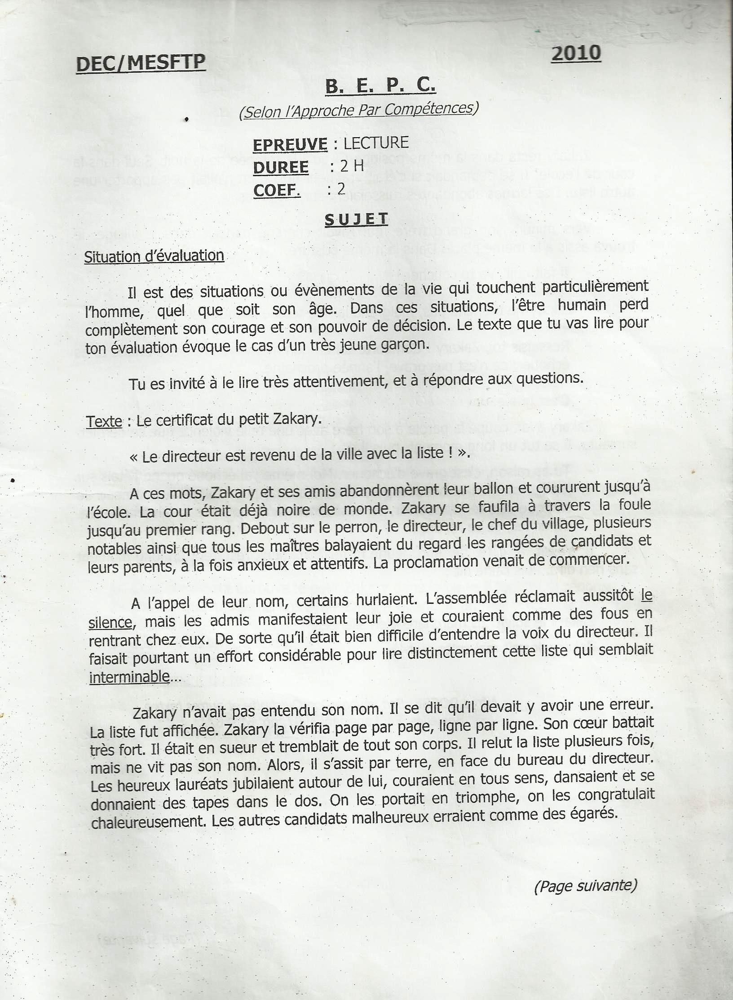 DEC/MESFTP
2010
B. E. P. C.
(Selon l'Approche Par Compétences)
EPREUVE : LECTURE
DUREE : 2 H
COEF. : 2
SUJET
Situation d'évaluation
Il est des situations ou évènements de la vie qui touchent particulièrement
l'homme, quel que soit son âge. Dans ces situations, l'être humain perd
complètement son courage et son pouvoir de décision. Le texte que tu vas lire pour
ton évaluation évoque le cas d'un très jeune garçon.
Tu es invité à le lire très attentivement, et à répondre aux questions.
Texte : Le certificat du petit Zakary.
« Le directeur est revenu de la ville avec la liste ! ».
A ces mots, Zakary et ses amis abandonnèrent leur ballon et coururent jusqu'à
l'école. La cour était déjà noire de monde. Zakary se faufila à travers la foule
jusqu'au premier rang. Debout sur le perron, le directeur, le chef du village, plusieurs
notables ainsi que tous les maîtres balayaient du regard les rangées de candidats et
leurs parents, à la fois anxieux et attentifs. La proclamation venait de commencer.
A l'appel de leur nom, certains hurlaient. L'assemblée réclamait aussitôt le
silence, mais les admis manifestaient leur joie et couraient comme des fous en
rentrant chez eux. De sorte qu'il était bien difficile d'entendre la voix du directeur. Il
faisait pourtant un effort considérable pour lire distinctement cette liste qui semblait
interminable...
Zakary n'avait pas entendu son nom. Il se dit qu'il devait y avoir une erreur.
La liste fut affichée. Zakary la vérifia page par page, ligne par ligne. Son cœur battait
très fort. Il était en sueur et tremblait de tout son corps. Il relut la liste plusieurs fois,
mais ne vit pas son nom. Alors, il s'assit par terre, en face du bureau du directeur.
Les heureux lauréats jubilaient autour de lui, couraient en tous sens, dansaient et se
donnaient des tapes dans le dos. On les portait en triomphe, on les congratulait
chaleureusement. Les autres candidats malheureux erraient comme des égarés.
(Page suivante)